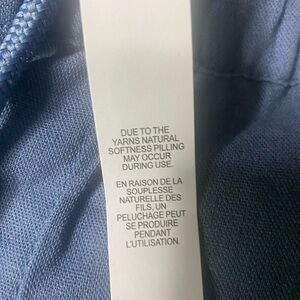 DUE TO THE
YARNS NATURAL
SOFTNESS PILLING
MAY OCCUR
DURING USE.
EN RAISON DE LA
SOUPLESSE
NATURELLE DES
FILS, UN
PELUCHAGE PEUT
SE PRODUIRE
PENDANT
L'UTILISATION.